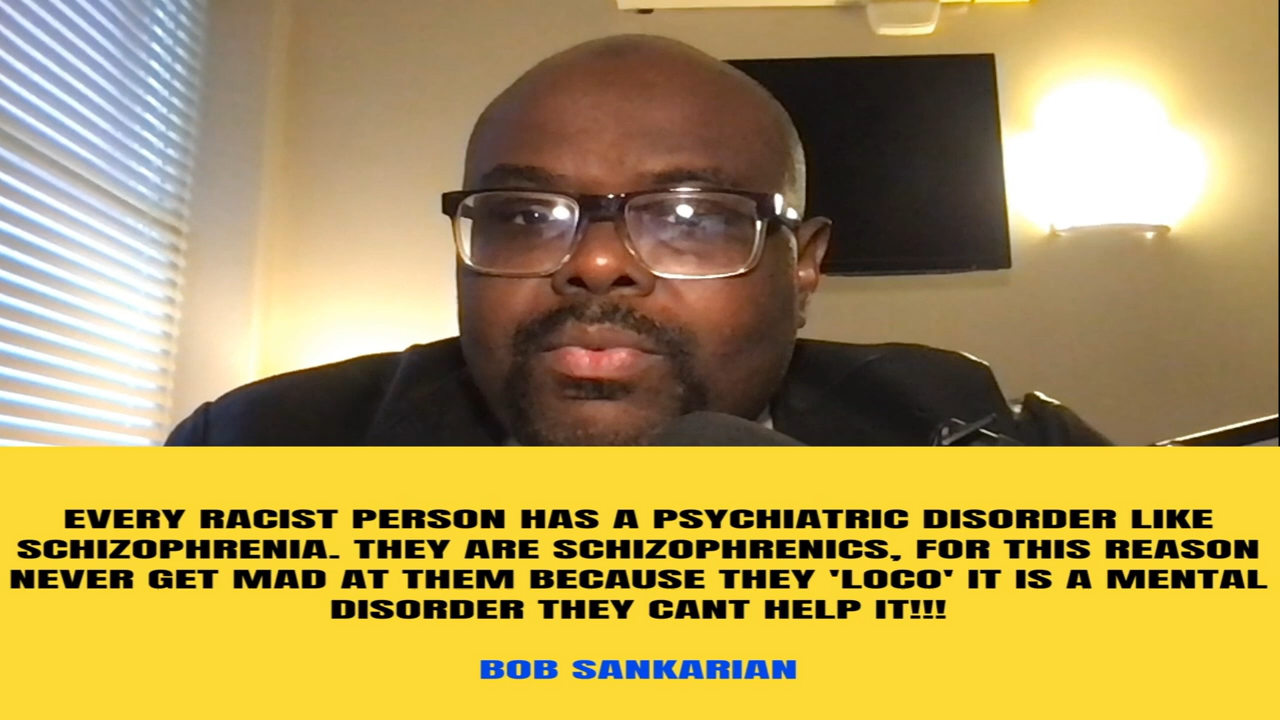 EVERY RACIST PERSON HAS A PSYCHIATRIC DISORDER LIKE
SCHIZOPHRENIA. THEY ARE SCHIZOPHRENICS, FOR THIS REASON
NEVER GET MAD AT THEM BECAUSE THEY 'LOCO' IT IS A MENTAL
DISORDER THEY CANT HELP IT!!!
BOB SANKARIAN